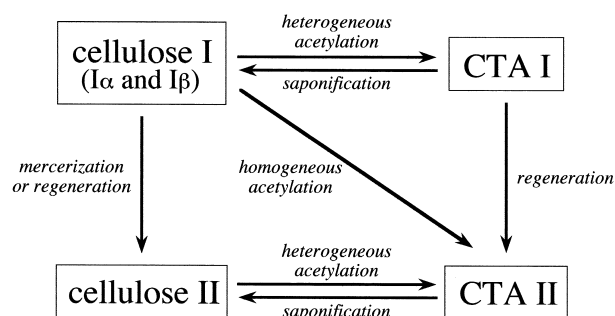 heterogeneous
acetylation
cellulose I
(Iα and Iβ)
CTA I
saponification
mercerization
or regeneration
homogeneous
acetylation
regeneration
heterogeneous
acetylation
cellulose II
CTA II
saponification